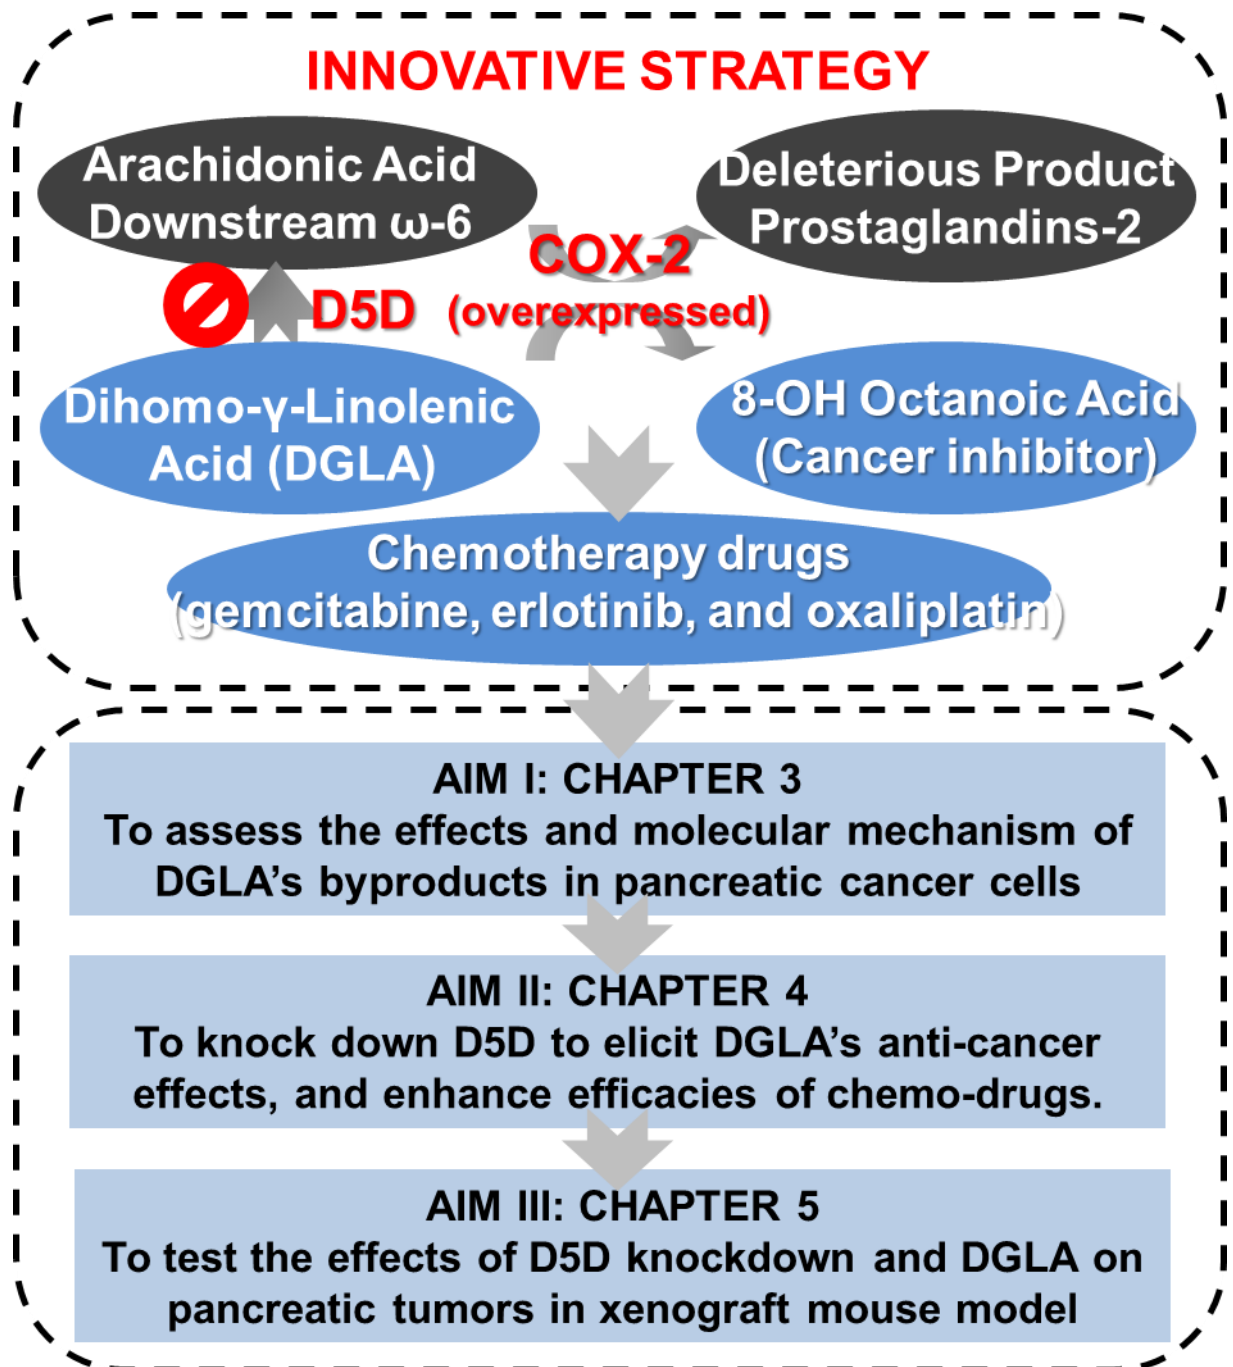 INNOVATIVE STRATEGY
Arachidonic Acid
Downstream ω-6
Deleterious Product
Prostaglandins-2
COX-2
D5D (overexpressed)
Dihomo-γ-Linolenic
Acid (DGLA)
8-OH Octanoic Acid
(Cancer inhibitor)
Chemotherapy drugs
(gemcitabine, erlotinib, and oxaliplatin)
AIM I: CHAPTER 3
To assess the effects and molecular mechanism of
DGLA’s byproducts in pancreatic cancer cells
AIM II: CHAPTER 4
To knock down D5D to elicit DGLA’s anti-cancer
effects, and enhance efficacies of chemo-drugs.
AIM III: CHAPTER 5
To test the effects of D5D knockdown and DGLA on
pancreatic tumors in xenograft mouse model